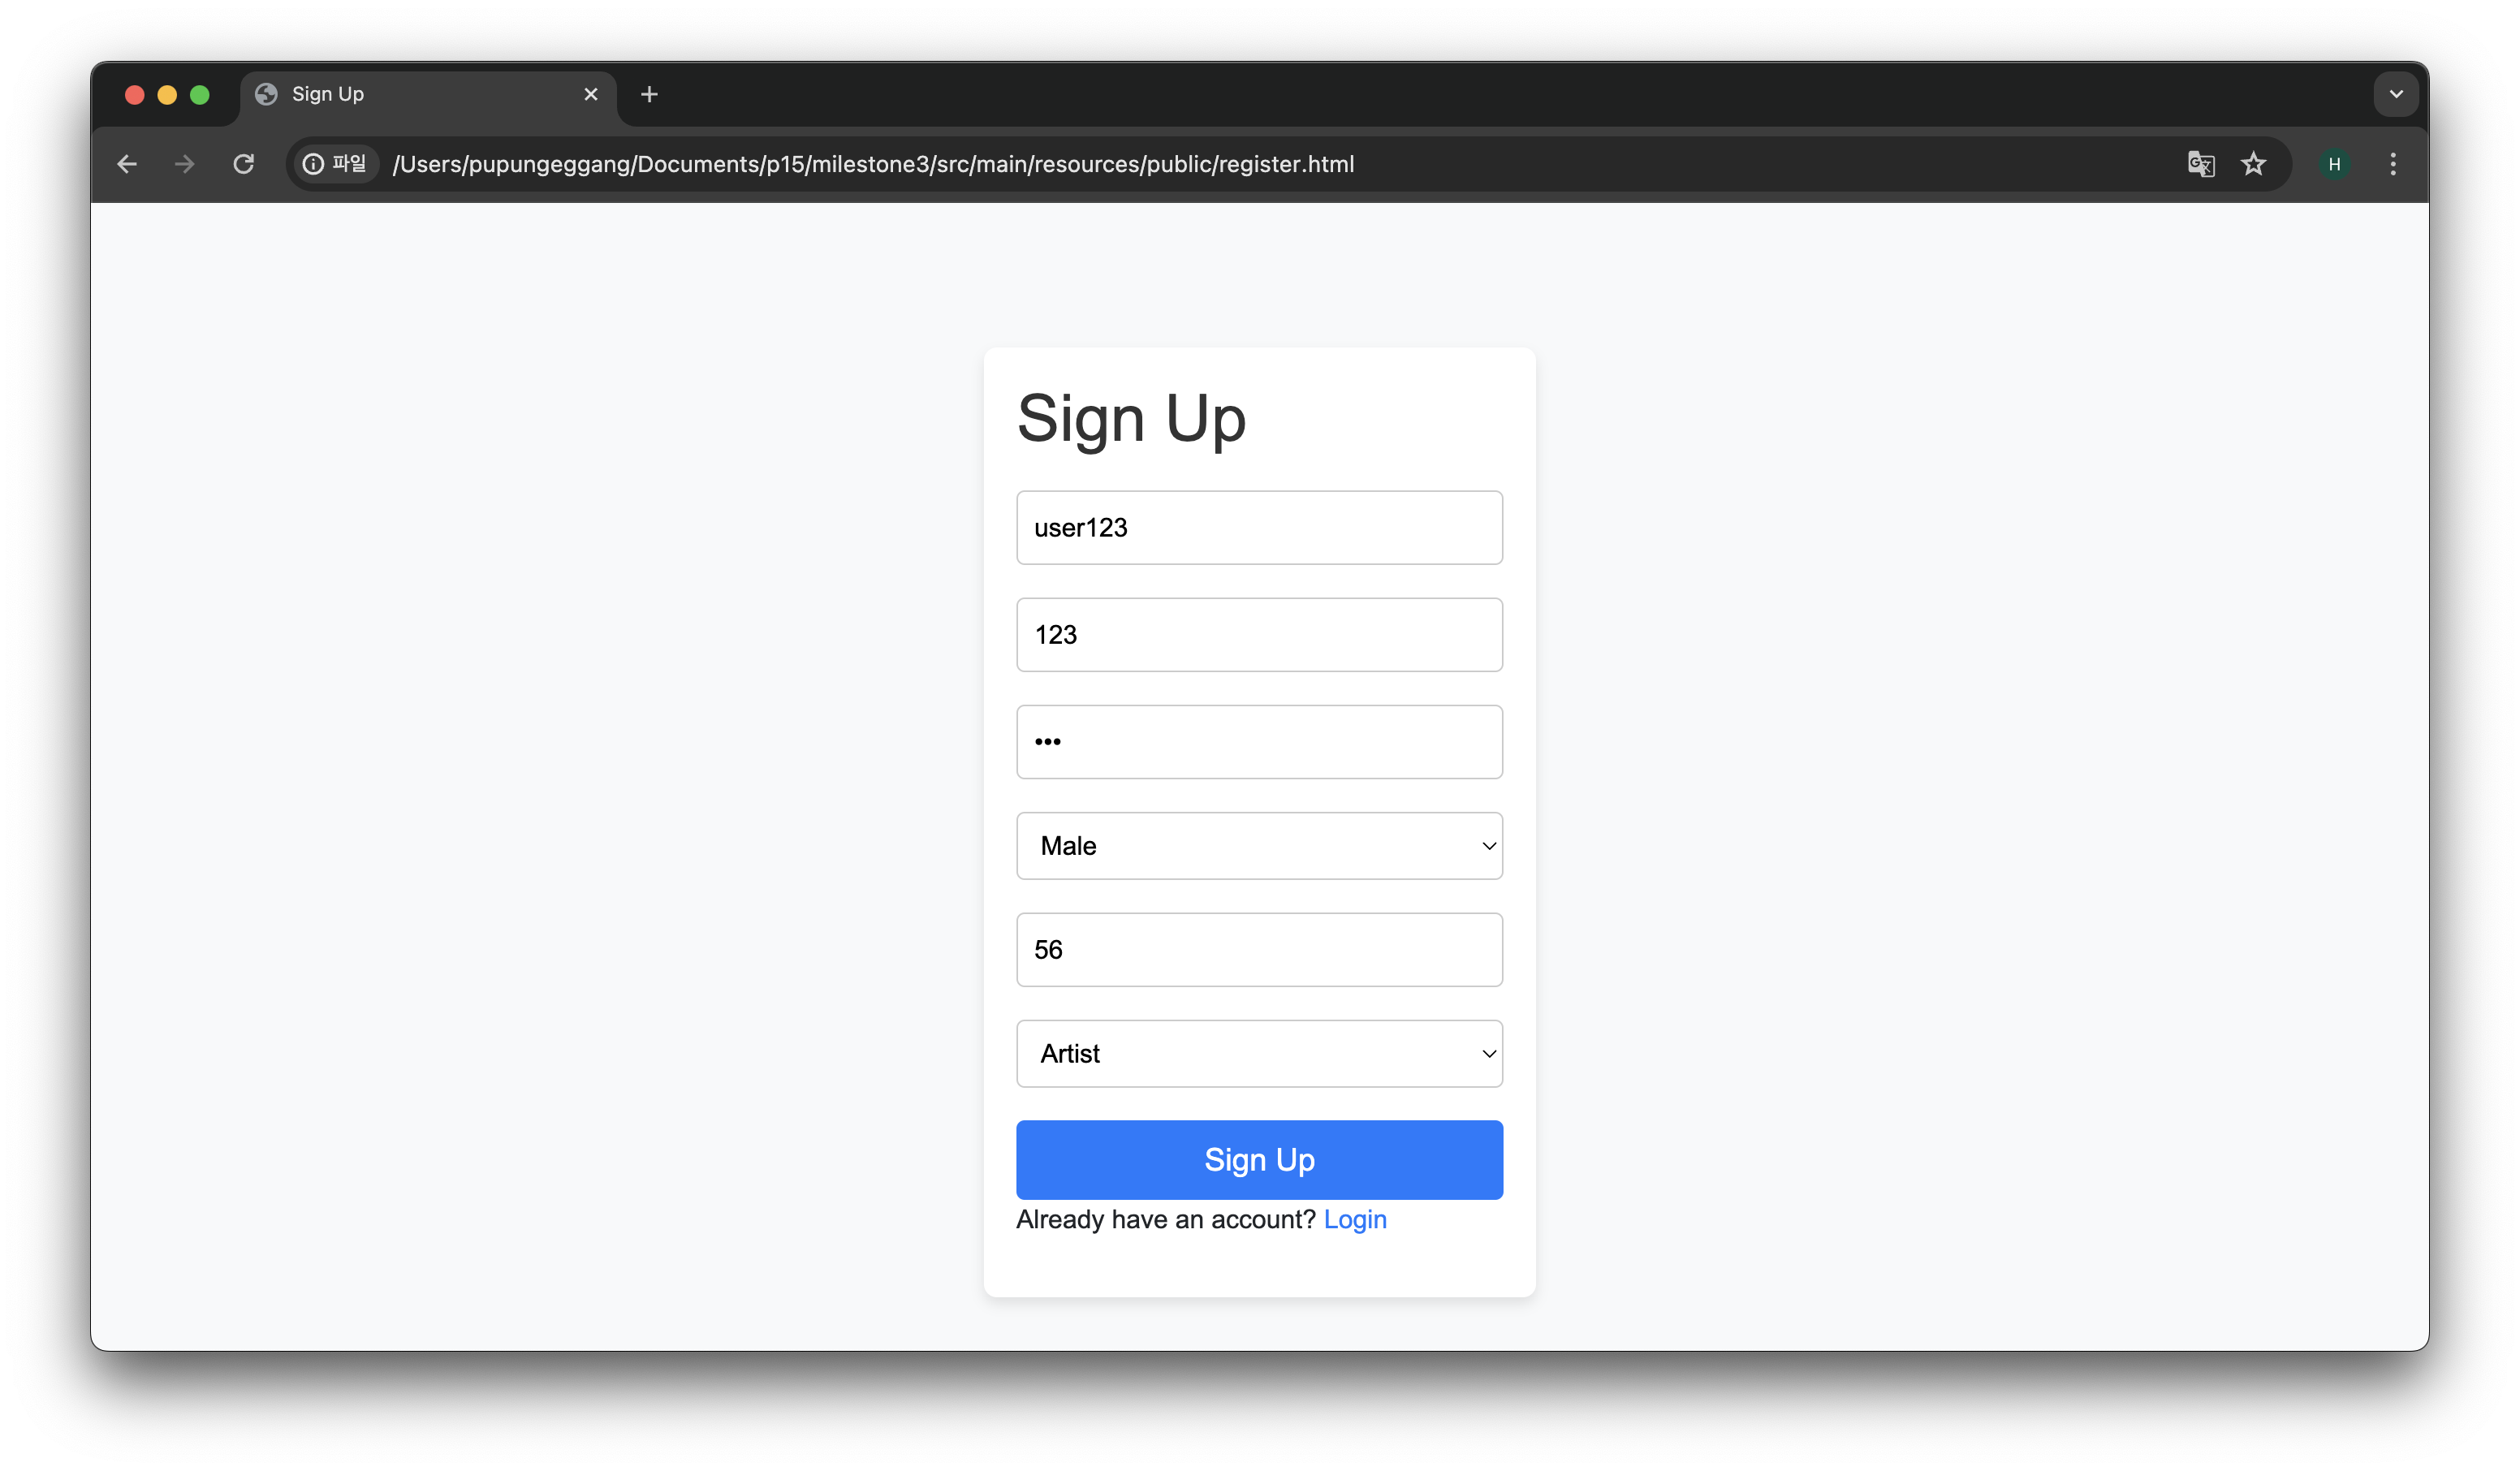 Sign Up
파일 /Users/pupungeggang/Documents/p15/milestone3/src/main/resources/public/register.html
H
Sign Up
user123
123
•••
Male
56
Artist
Sign Up
Already have an account? Login